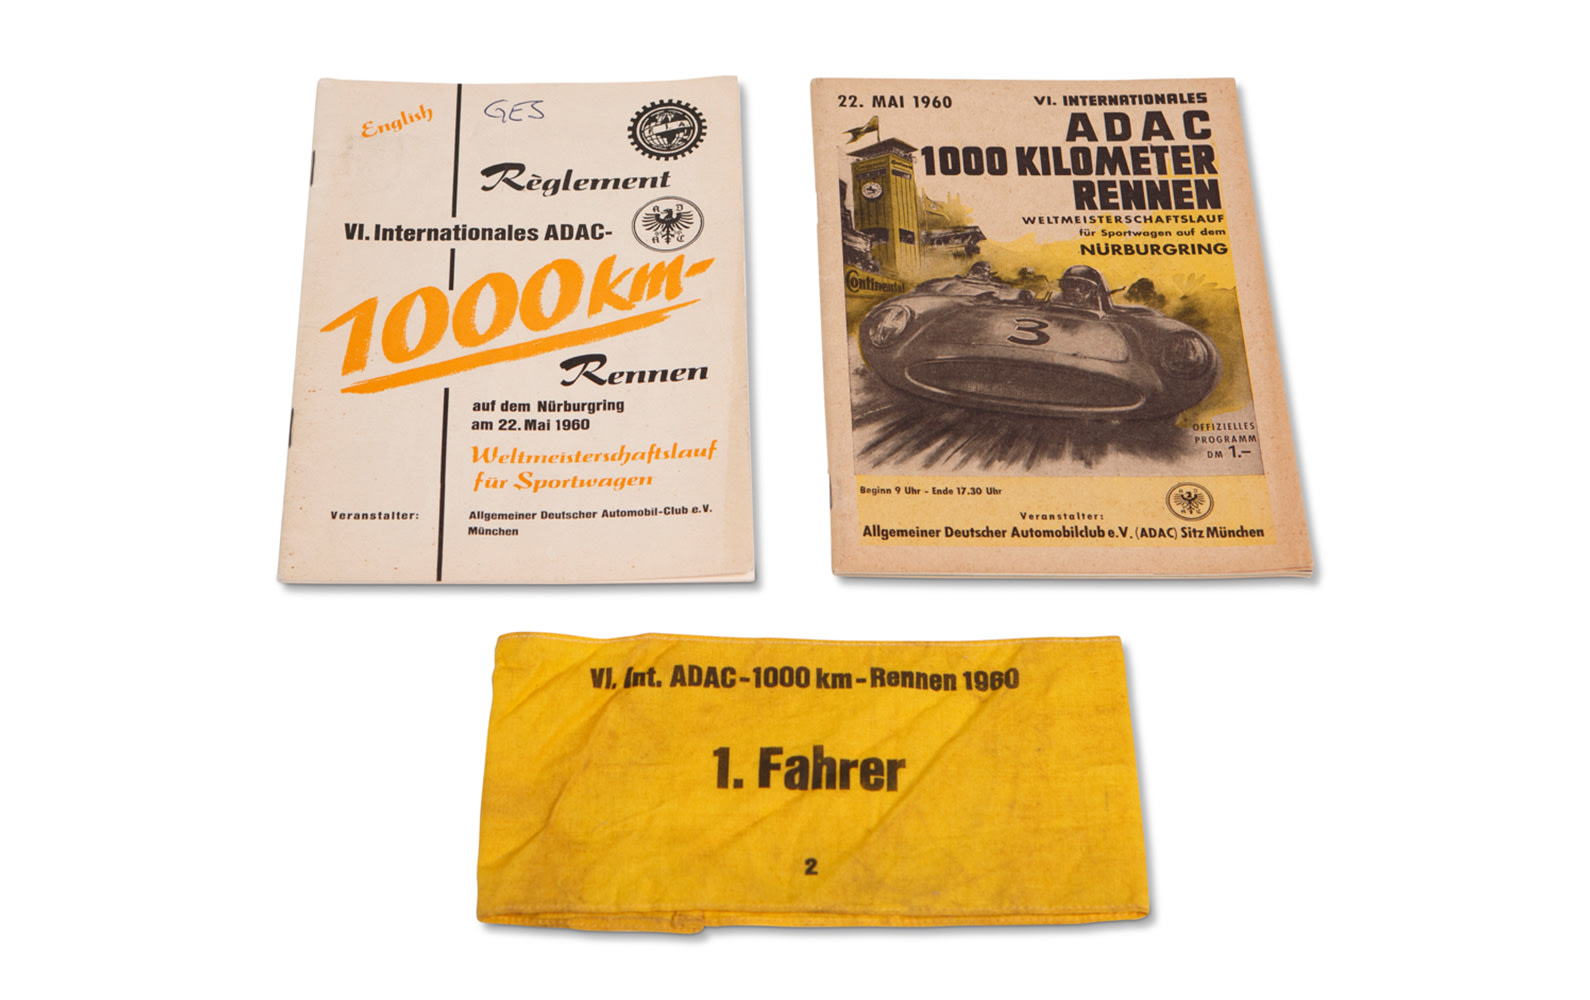 English
GES
Règlement
VI. Internationales ADAC-
A D
A C
1000 km-
Rennen
auf dem Nürburgring
am 22. Mai 1960
Weltmeisterschaftslauf
für Sportwagen
Veranstalter: Allgemeiner Deutscher Automobil-Club e.V.
München
22. MAI 1960 VI. INTERNATIONALES
ADAC
1000 KILOMETER
RENNEN
WELTMEISTERSCHAFTSLAUF
für Sportwagen auf dem
NÜRBURGRING
Continental
3
OFFIZIELLES
PROGRAMM
DM 1.–
Beginn 9 Uhr - Ende 17.30 Uhr
Veranstalter:
Allgemeiner Deutscher Automobilclub e.V. (ADAC) Sitz München
VI. Int. ADAC-1000 km-Rennen 1960
1. Fahrer
2